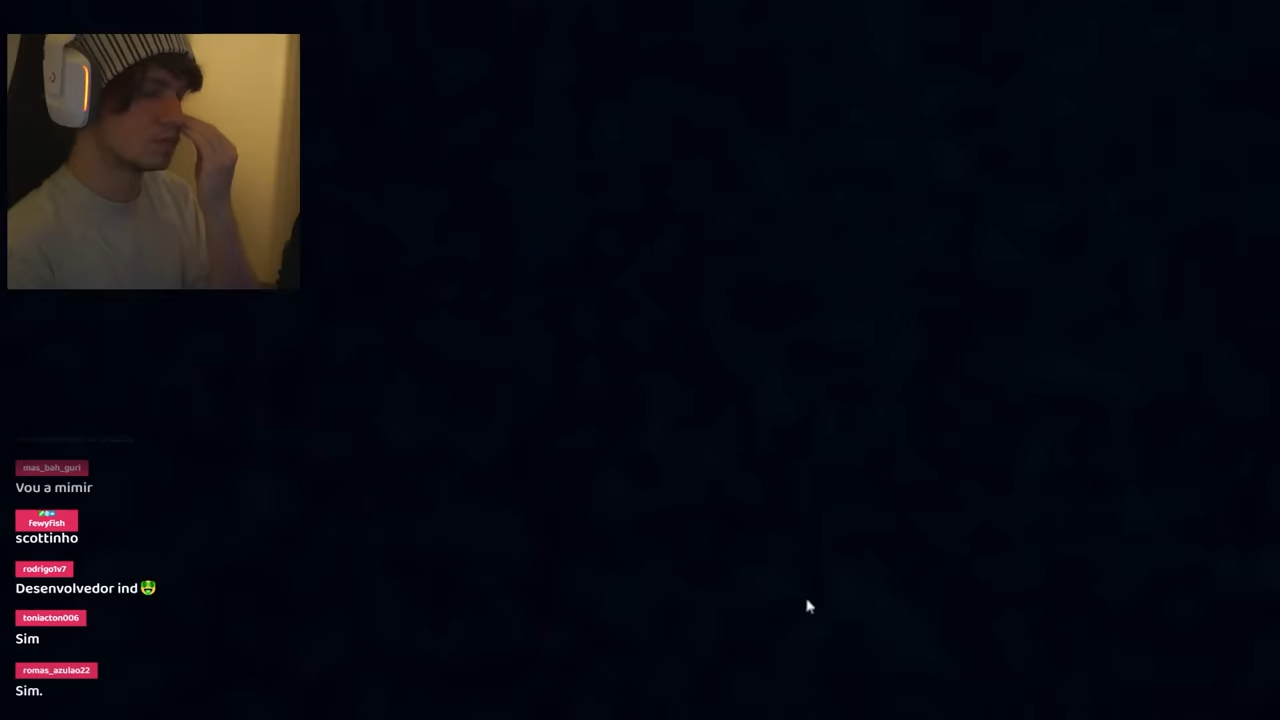 mas_bah_guri
Vou a mimir
fewyfish
scottinho
rodrigo1v7
Desenvolvedor ind🤑
toniacton006
Sim
romas_azulao22
Sim.